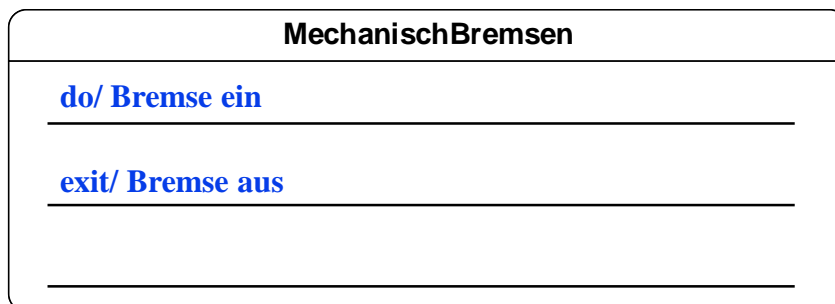 MechanischBremsen
do/ Bremse ein
exit/ Bremse aus